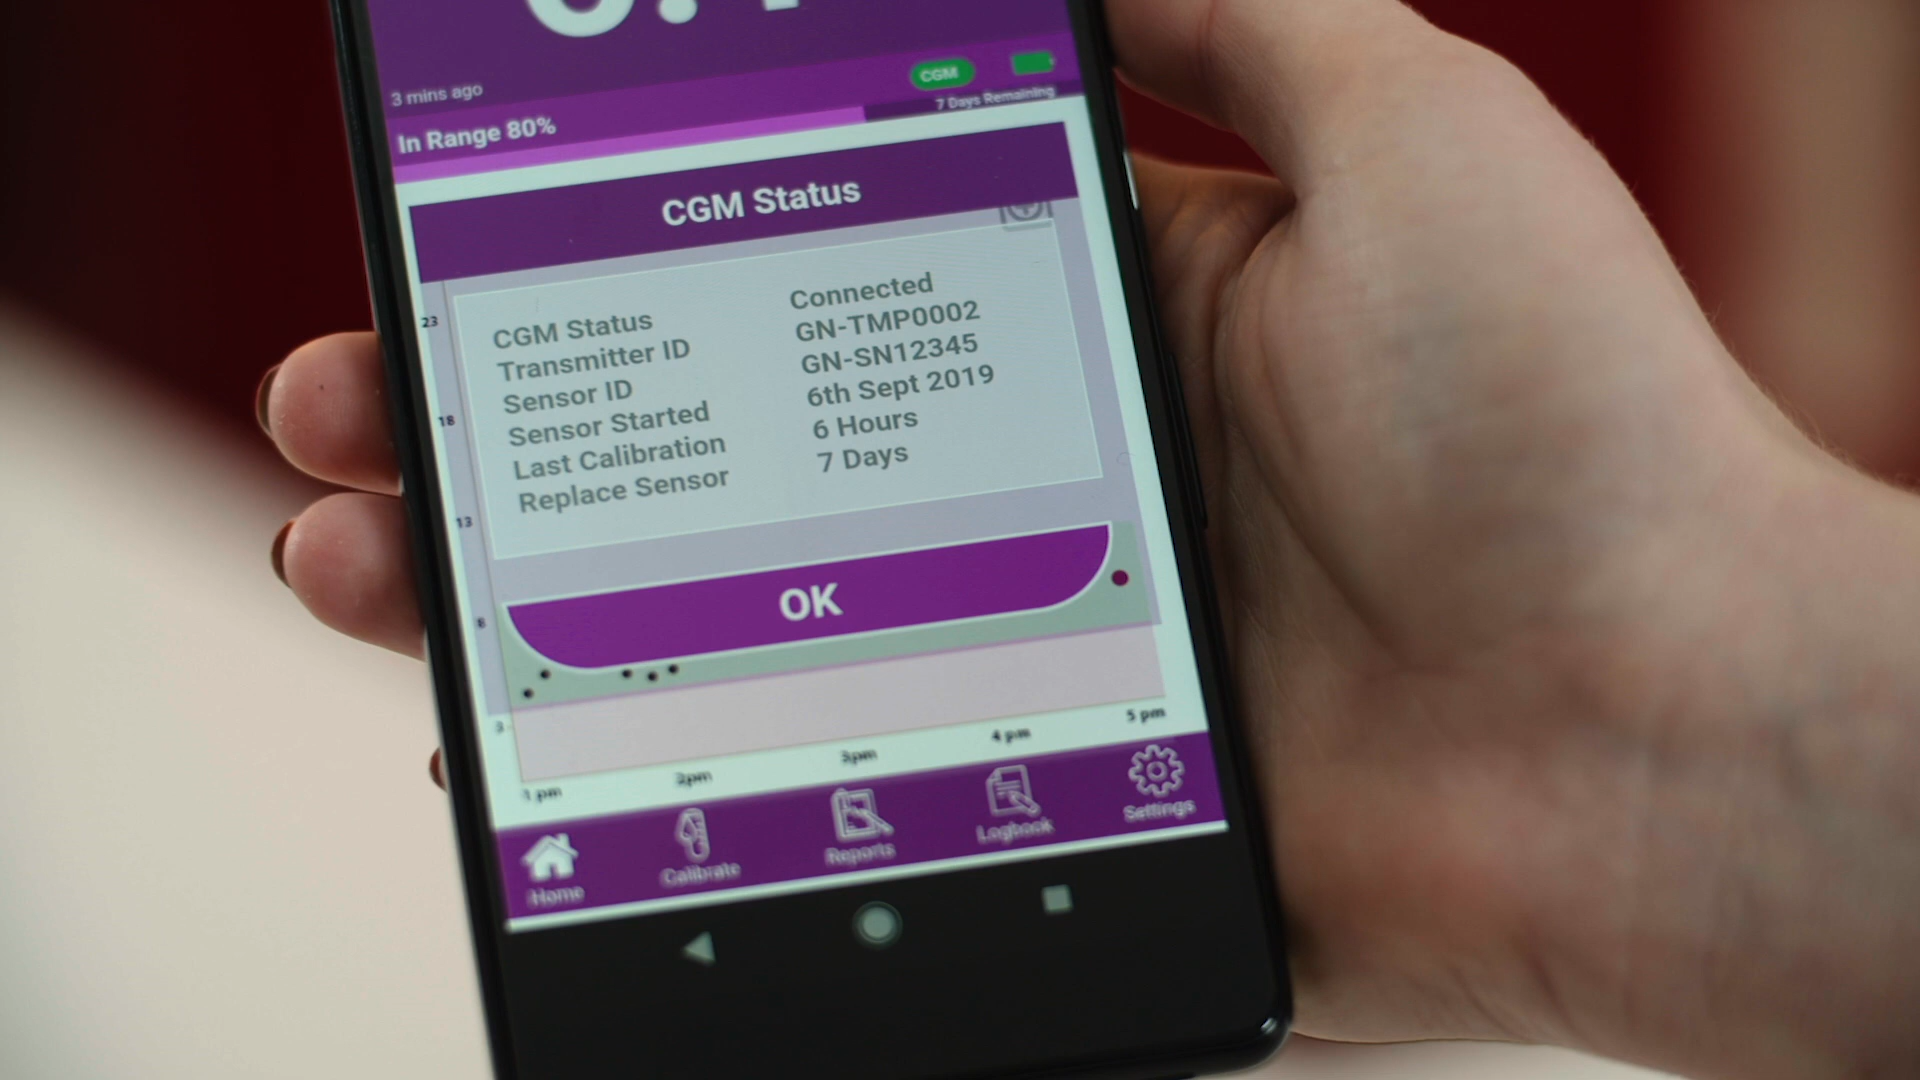 3 mins ago
CGM
7 Days Remaining
In Range 80%
CGM Status
CGM Status Connected
Transmitter ID GN-TMP0002
Sensor ID GN-SN12345
Sensor Started 6th Sept 2019
Last Calibration 6 Hours
Replace Sensor 7 Days
OK
23
18
13
8
3
1 pm
2pm
3pm
4 pm
5 pm
Home
Calibrate
Reports
Logbook
Settings